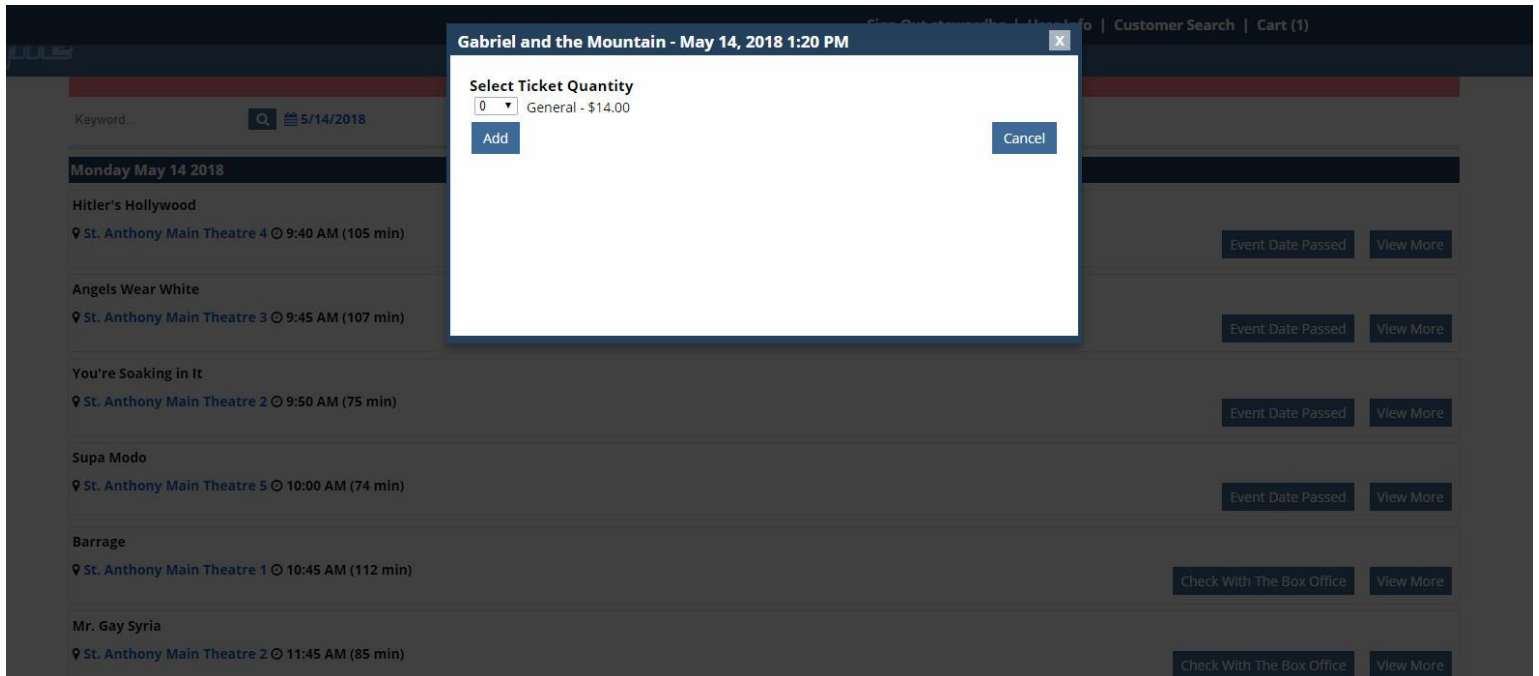 Sign Out stewardbo | User Info | Customer Search | Cart (1)
Gabriel and the Mountain - May 14, 2018 1:20 PM
X
Select Ticket Quantity
0 General - $14.00
Add Cancel
Keyword... 5/14/2018
Monday May 14 2018
Hitler's Hollywood
St. Anthony Main Theatre 4 9:40 AM (105 min)
Event Date Passed View More
Angels Wear White
St. Anthony Main Theatre 3 9:45 AM (107 min)
Event Date Passed View More
You're Soaking in It
St. Anthony Main Theatre 2 9:50 AM (75 min)
Event Date Passed View More
Supa Modo
St. Anthony Main Theatre 5 10:00 AM (74 min)
Event Date Passed View More
Barrage
St. Anthony Main Theatre 1 10:45 AM (112 min)
Check With The Box Office View More
Mr. Gay Syria
St. Anthony Main Theatre 2 11:45 AM (85 min)
Check With The Box Office View More